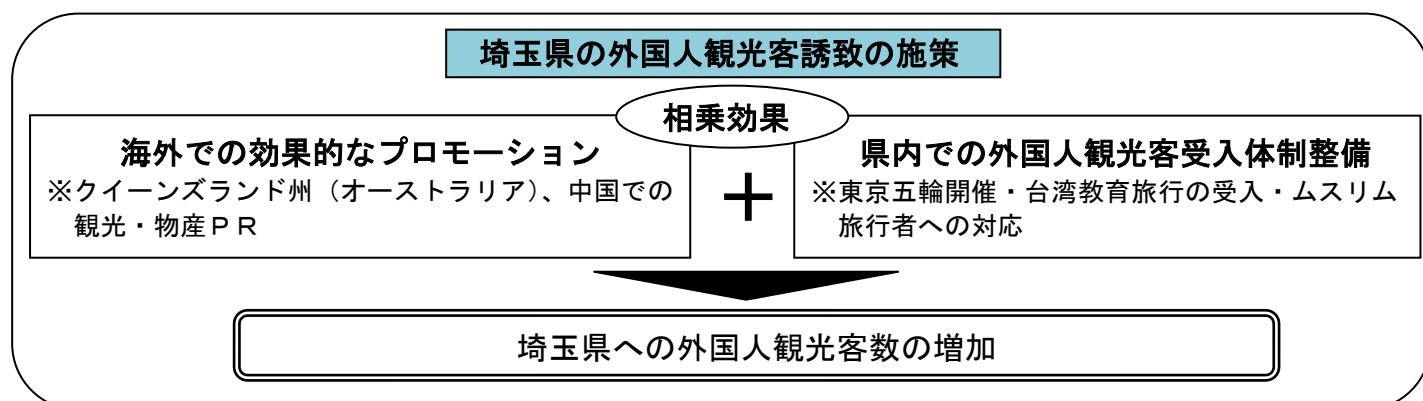 埼玉県の外国人観光客誘致の施策
相乗効果
海外での効果的なプロモーション
※クイーンズランド州（オーストラリア）、中国での
観光・物産ＰＲ
＋
県内での外国人観光客受入体制整備
※東京五輪開催・台湾教育旅行の受入・ムスリム
旅行者への対応
埼玉県への外国人観光客数の増加